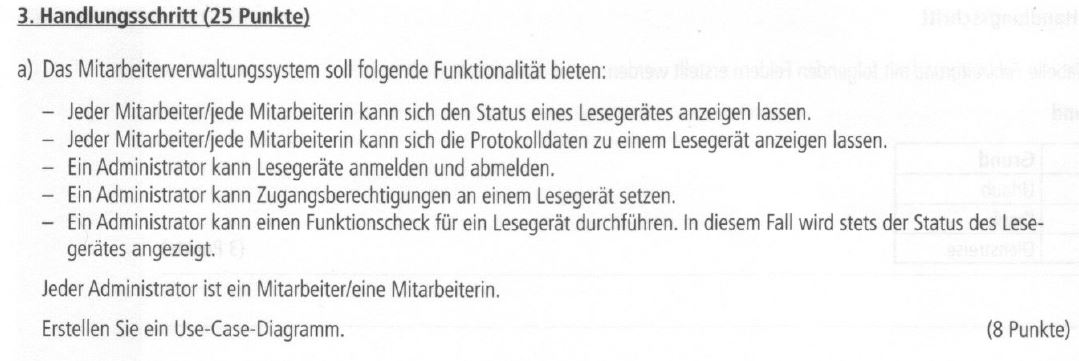 3. Handlungsschritt (25 Punkte)
a) Das Mitarbeiterverwaltungssystem soll folgende Funktionalität bieten:
– Jeder Mitarbeiter/jede Mitarbeiterin kann sich den Status eines Lesegerätes anzeigen lassen.
– Jeder Mitarbeiter/jede Mitarbeiterin kann sich die Protokolldaten zu einem Lesegerät anzeigen lassen.
– Ein Administrator kann Lesegeräte anmelden und abmelden.
– Ein Administrator kann Zugangsberechtigungen an einem Lesegerät setzen.
– Ein Administrator kann einen Funktionscheck für ein Lesegerät durchführen. In diesem Fall wird stets der Status des Lese-
gerätes angezeigt.
Jeder Administrator ist ein Mitarbeiter/eine Mitarbeiterin.
Erstellen Sie ein Use-Case-Diagramm. (8 Punkte)